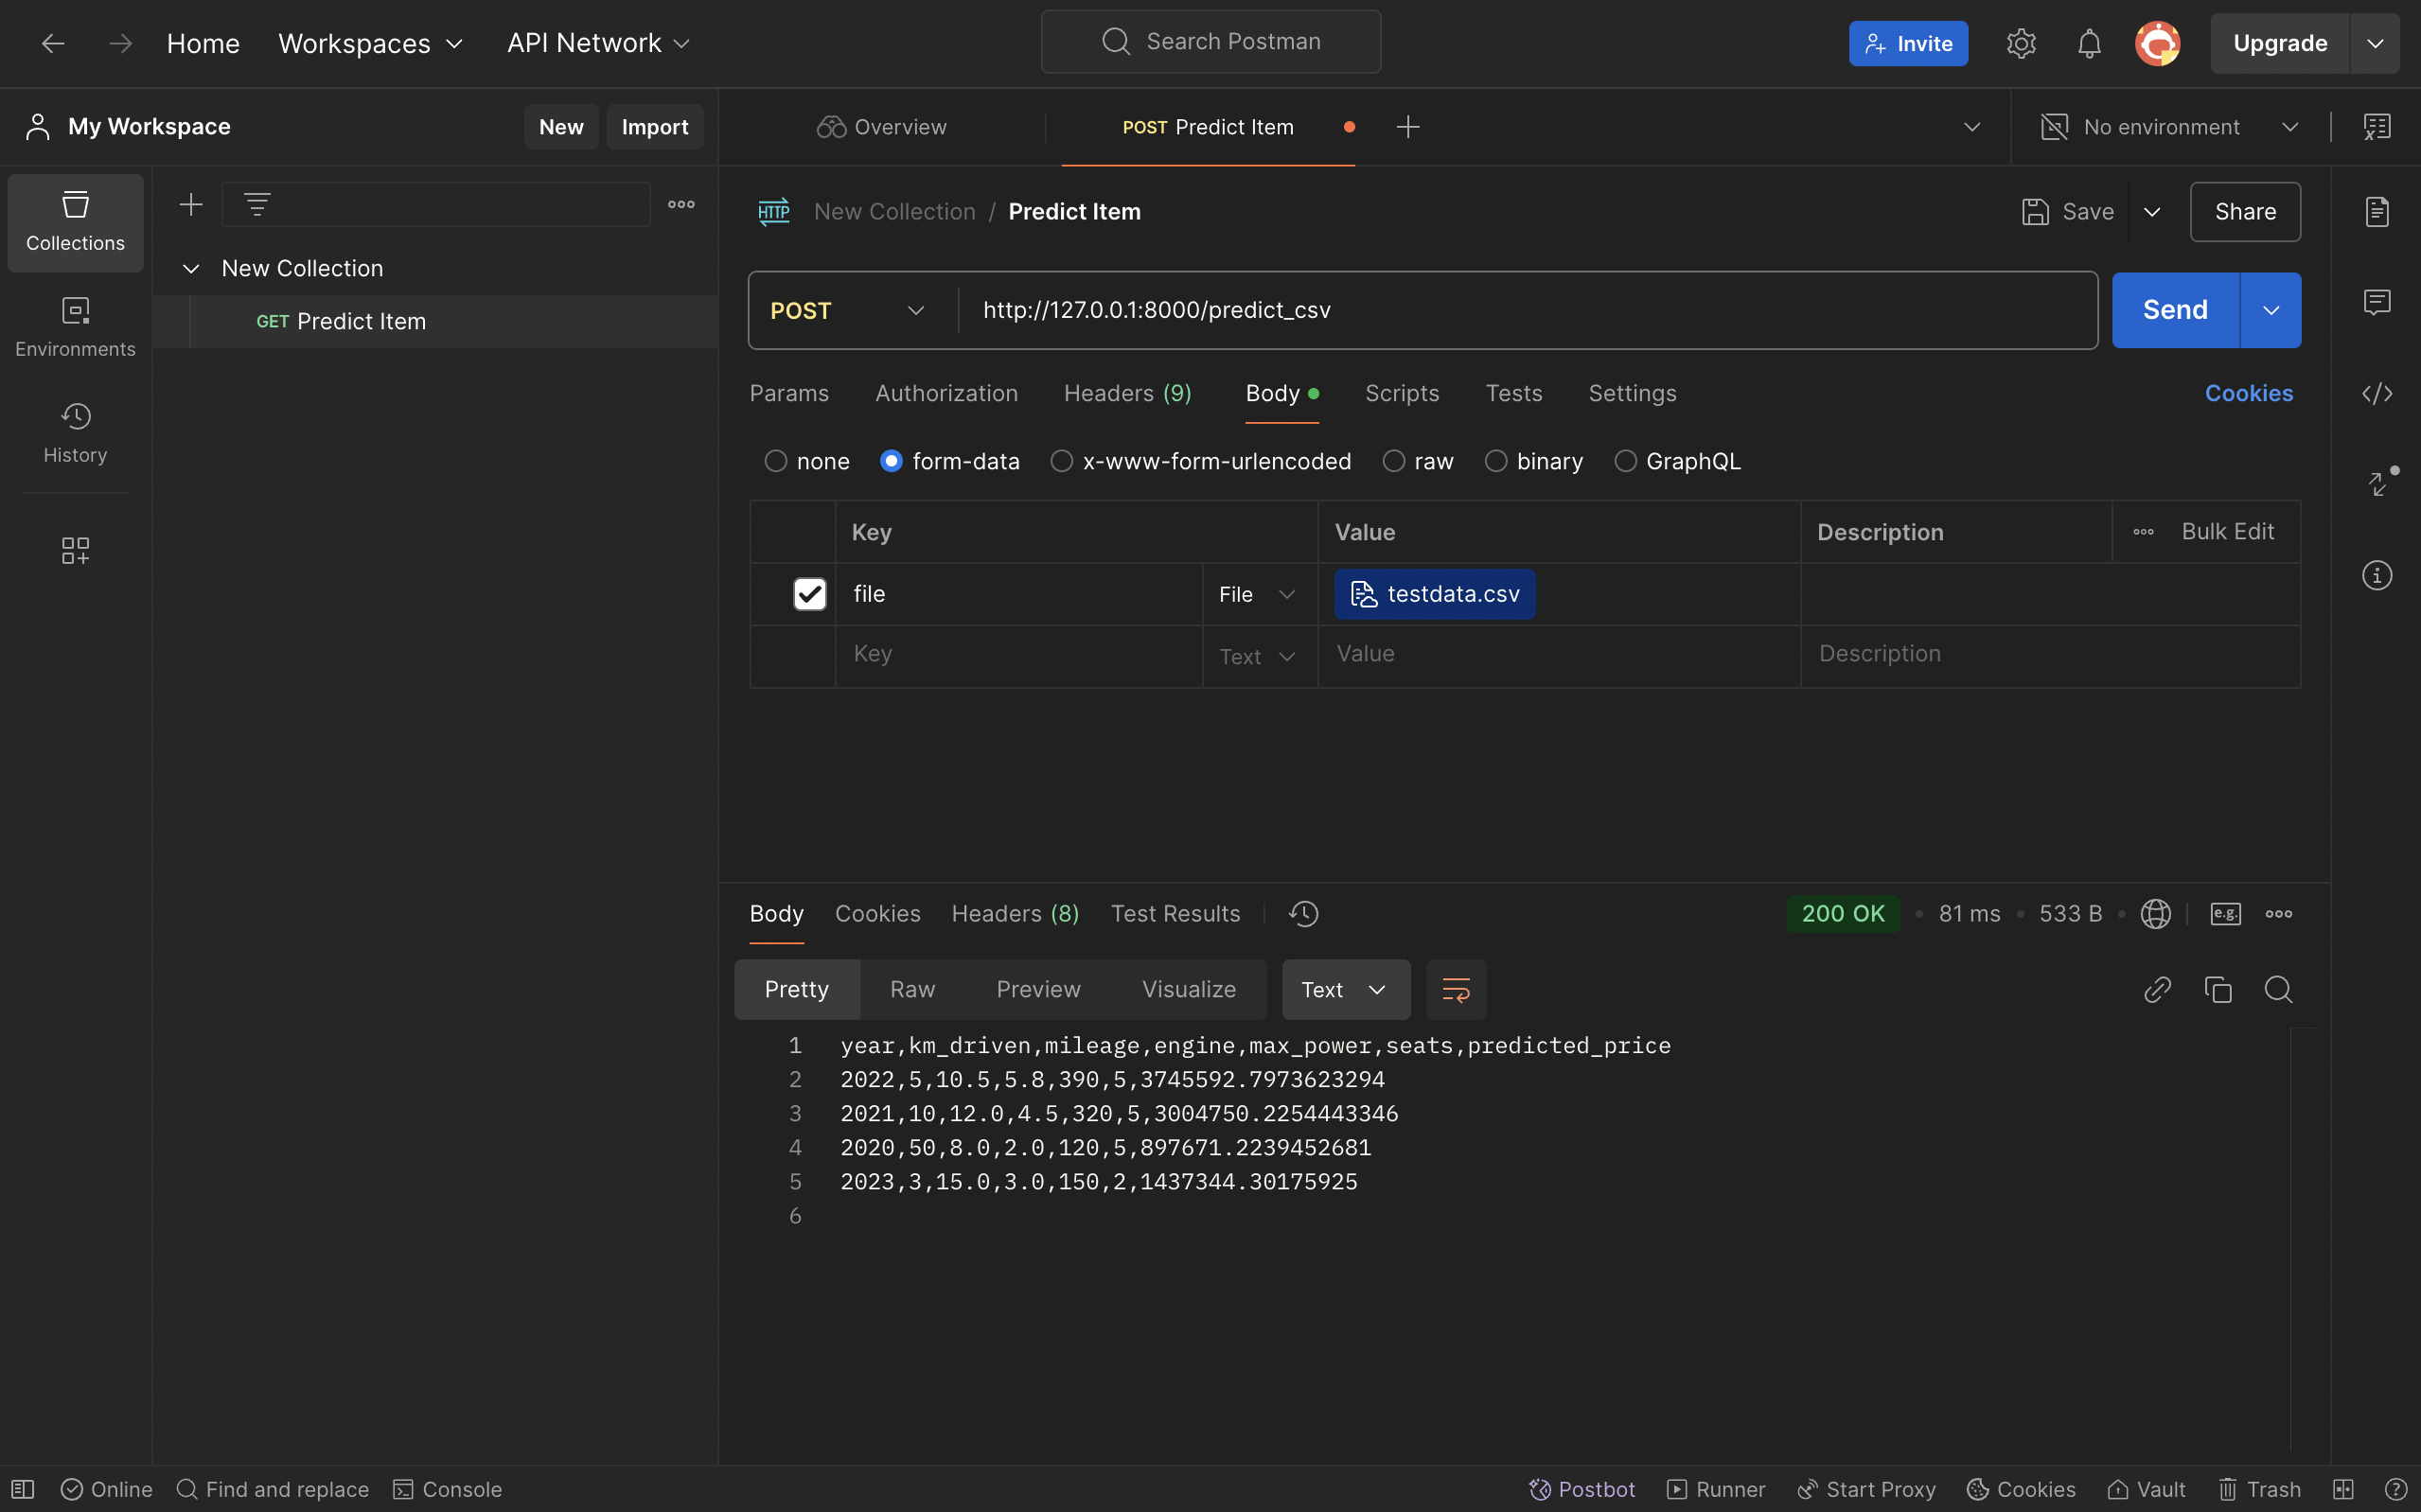 Home Workspaces API Network Search Postman Invite Upgrade
My Workspace New Import Overview POST Predict Item No environment
Collections
Environments
History
New Collection
GET Predict Item
HTTP New Collection / Predict Item Save Share
POST http://127.0.0.1:8000/predict_csv Send
Params Authorization Headers (9) Body Scripts Tests Settings Cookies
none form-data x-www-form-urlencoded raw binary GraphQL
Key Value Description Bulk Edit
file File testdata.csv
Key Text Value Description
Body Cookies Headers (8) Test Results 200 OK 81 ms 533 B e.g.
Pretty Raw Preview Visualize Text
1 year,km_driven,mileage,engine,max_power,seats,predicted_price
2 2022,5,10.5,5.8,390,5,3745592.7973623294
3 2021,10,12.0,4.5,320,5,3004750.2254443346
4 2020,50,8.0,2.0,120,5,897671.2239452681
5 2023,3,15.0,3.0,150,2,1437344.30175925
6
Online Find and replace Console Postbot Runner Start Proxy Cookies Vault Trash